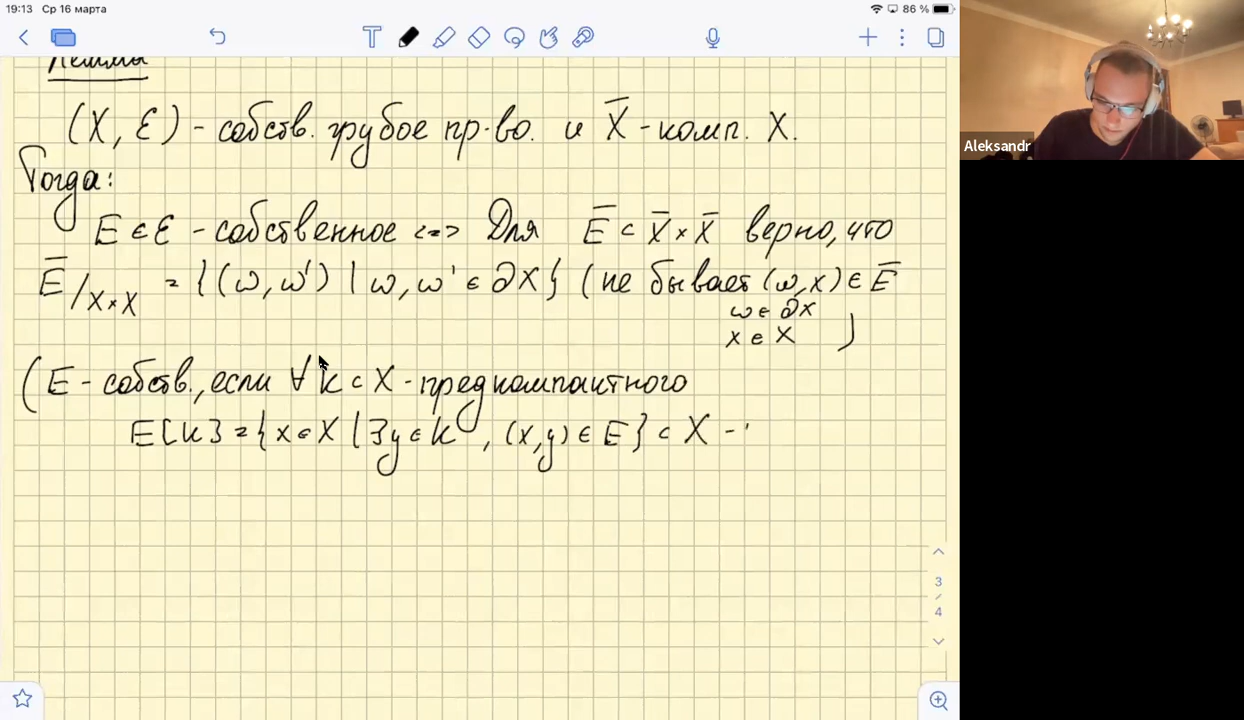 19:13 Ср 16 марта
86 %
Леммы
(X, ℰ) - собств. грубое пр-во. и X̅ - комп. X.
Тогда:
E ∈ ℰ - собственное <=> Для E̅ ⊂ X̅ × X̅ верно, что
E̅ / X×X = {(ω, ω') | ω, ω' ∈ ∂X} (не бывает (ω, x) ∈ E̅
ω ∈ ∂X
x ∈ X )
(E - собств., если ∀ K ⊂ X - предкомпактного
E[K] = {x ∈ X | ∃y ∈ K, (x,y) ∈ E} ⊂ X -
3
/
4
Aleksandr